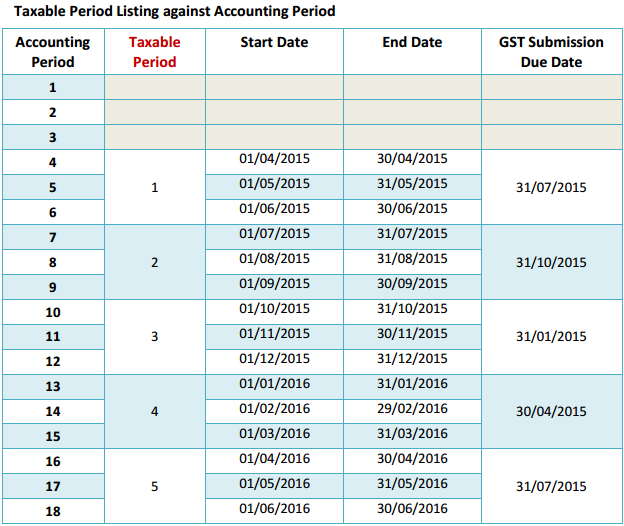 Taxable Period Listing against Accounting Period
Accounting Period Taxable Period Start Date End Date GST Submission Due Date
1
2
3
4 01/04/2015 30/04/2015
5 1 01/05/2015 31/05/2015 31/07/2015
6 01/06/2015 30/06/2015
7 01/07/2015 31/07/2015
8 2 01/08/2015 31/08/2015 31/10/2015
9 01/09/2015 30/09/2015
10 01/10/2015 31/10/2015
11 3 01/11/2015 30/11/2015 31/01/2015
12 01/12/2015 31/12/2015
13 01/01/2016 31/01/2016
14 4 01/02/2016 29/02/2016 30/04/2015
15 01/03/2016 31/03/2016
16 01/04/2016 30/04/2016
17 5 01/05/2016 31/05/2016 31/07/2015
18 01/06/2016 30/06/2016